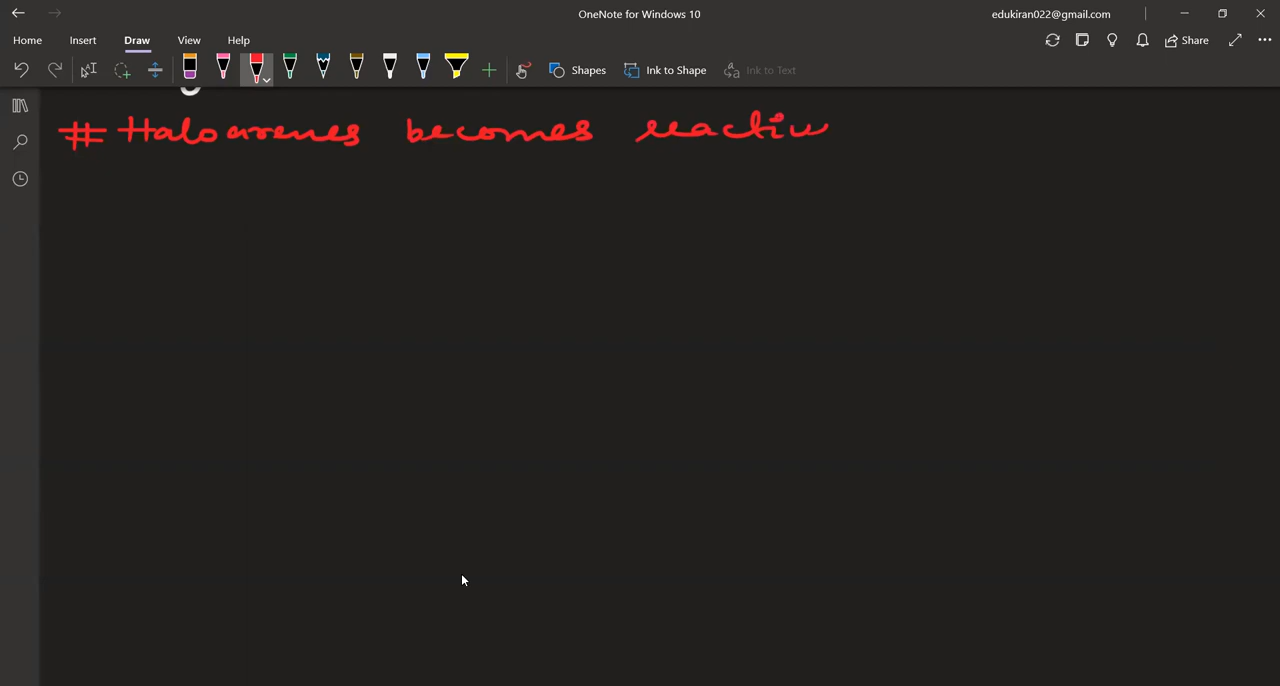 OneNote for Windows 10
edukiran022@gmail.com
Home Insert Draw View Help
Share
Shapes Ink to Shape Ink to Text
# Haloarenes becomes reactiv